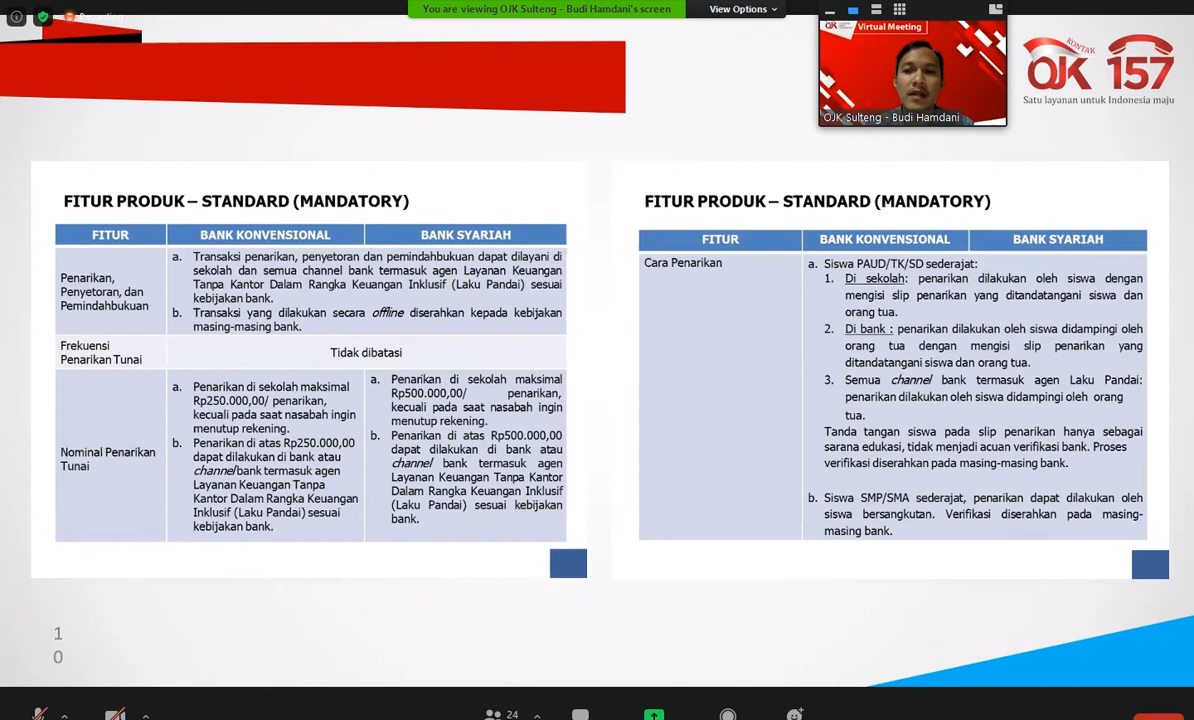 Recording
You are viewing OJK Sulteng - Budi Hamdani's screen
View Options
OJK
Virtual Meeting
OJK Sulteng - Budi Hamdani
KONTAK
OJK 157
Satu layanan untuk Indonesia maju
FITUR PRODUK – STANDARD (MANDATORY)
FITUR
BANK KONVENSIONAL
BANK SYARIAH
Penarikan,
Penyetoran, dan
Pemindahbukuan
a. Transaksi penarikan, penyetoran dan pemindahbukuan dapat dilayani di
sekolah dan semua channel bank termasuk agen Layanan Keuangan
Tanpa Kantor Dalam Rangka Keuangan Inklusif (Laku Pandai) sesuai
kebijakan bank.
b. Transaksi yang dilakukan secara offline diserahkan kepada kebijakan
masing-masing bank.
Frekuensi
Penarikan Tunai
Tidak dibatasi
Nominal Penarikan
Tunai
a. Penarikan di sekolah maksimal
Rp250.000,00/ penarikan,
kecuali pada saat nasabah ingin
menutup rekening.
b. Penarikan di atas Rp250.000,00
dapat dilakukan di bank atau
channel bank termasuk agen
Layanan Keuangan Tanpa
Kantor Dalam Rangka Keuangan
Inklusif (Laku Pandai) sesuai
kebijakan bank.
a. Penarikan di sekolah maksimal
Rp500.000,00/ penarikan,
kecuali pada saat nasabah ingin
menutup rekening.
b. Penarikan di atas Rp500.000,00
dapat dilakukan di bank atau
channel bank termasuk agen
Layanan Keuangan Tanpa Kantor
Dalam Rangka Keuangan Inklusif
(Laku Pandai) sesuai kebijakan
bank.
FITUR PRODUK – STANDARD (MANDATORY)
FITUR
BANK KONVENSIONAL
BANK SYARIAH
Cara Penarikan
a. Siswa PAUD/TK/SD sederajat:
1. Di sekolah: penarikan dilakukan oleh siswa dengan
mengisi slip penarikan yang ditandatangani siswa dan
orang tua.
2. Di bank : penarikan dilakukan oleh siswa didampingi oleh
orang tua dengan mengisi slip penarikan yang
ditandatangani siswa dan orang tua.
3. Semua channel bank termasuk agen Laku Pandai:
penarikan dilakukan oleh siswa didampingi oleh orang
tua.
Tanda tangan siswa pada slip penarikan hanya sebagai
sarana edukasi, tidak menjadi acuan verifikasi bank. Proses
verifikasi diserahkan pada masing-masing bank.
b. Siswa SMP/SMA sederajat, penarikan dapat dilakukan oleh
siswa bersangkutan. Verifikasi diserahkan pada masing-
masing bank.
1
0
24